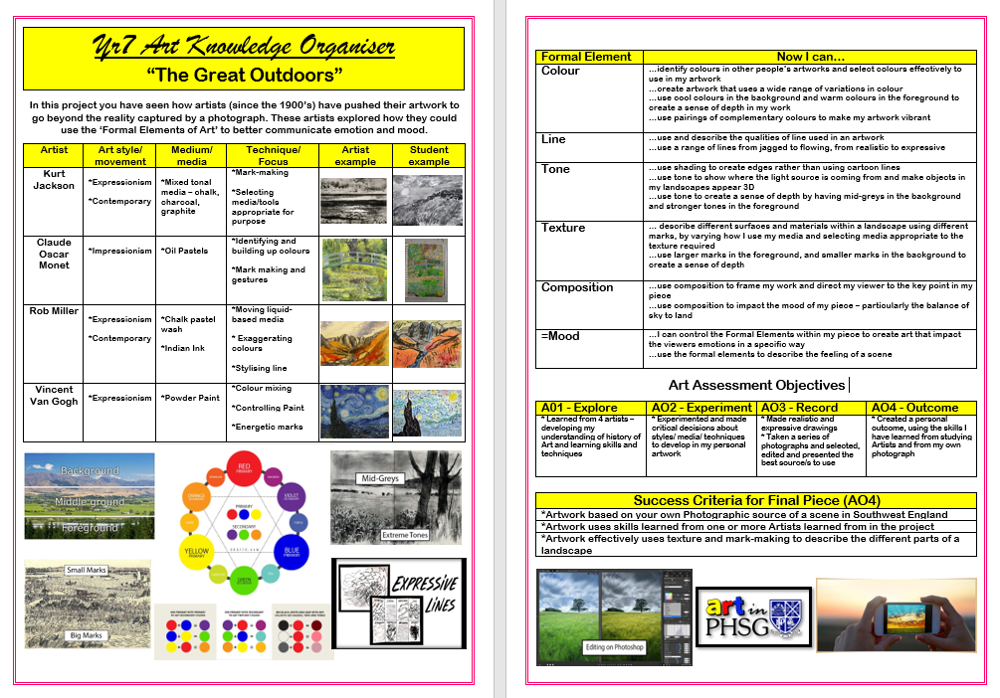 Yr7 Art Knowledge Organiser
“The Great Outdoors”
In this project you have seen how artists (since the 1900’s) have pushed their artwork to
go beyond the reality captured by a photograph. These artists explored how they could
use the ‘Formal Elements of Art’ to better communicate emotion and mood.
Artist
Art style/
movement
Medium/
media
Technique/
Focus
Artist
example
Student
example
Kurt
Jackson
*Expressionism
*Contemporary
*Mixed tonal
media – chalk,
charcoal,
graphite
*Mark-making
*Selecting
media/tools
appropriate for
purpose
Claude
Oscar
Monet
*Impressionism
*Oil Pastels
*Identifying and
building up colours
*Mark making and
gestures
Rob Miller
*Expressionism
*Contemporary
*Chalk pastel
wash
*Indian Ink
*Moving liquid-
based media
* Exaggerating
colours
*Stylising line
Vincent
Van Gogh
*Expressionism
*Powder Paint
*Colour mixing
*Controlling Paint
*Energetic marks
Background
Middle-ground
Foreground
RED
PRIMARY
VIOLET
BLUE
PRIMARY
GREEN
YELLOW
PRIMARY
ORANGE
PRIMARY
SECONDARY
Mid-Greys
Extreme Tones
Small Marks
Big Marks
EXPRESSIVE
LINES
Formal Element
Now I can…
Colour
…identify colours in other people’s artworks and select colours effectively to
use in my artwork
…create artwork that uses a wide range of variations in colour
…use cool colours in the background and warm colours in the foreground to
create a sense of depth in my work
…use pairings of complementary colours to make my artwork vibrant
Line
…use and describe the qualities of line used in an artwork
…use a range of lines from jagged to flowing, from realistic to expressive
Tone
…use shading to create edges rather than using cartoon lines
…use tone to show where the light source is coming from and make objects in
my landscapes appear 3D
…use tone to create a sense of depth by having mid-greys in the background
and stronger tones in the foreground
Texture
… describe different surfaces and materials within a landscape using different
marks, by varying how I use my media and selecting media appropriate to the
texture required
…use larger marks in the foreground, and smaller marks in the background to
create a sense of depth
Composition
…use composition to frame my work and direct my viewer to the key point in my
piece
…use composition to impact the mood of my piece – particularly the balance of
sky to land
=Mood
…I can control the Formal Elements within my piece to create art that impact
the viewers emotions in a specific way
…use the formal elements to describe the feeling of a scene
Art Assessment Objectives
A01 - Explore
AO2 - Experiment
AO3 - Record
AO4 - Outcome
* Learned from 4 artists –
developing my
understanding of history of
Art and learning skills and
techniques
* Experimented and made
critical decisions about
styles/ media/ techniques
to develop in my personal
artwork
* Made realistic and
expressive drawings
* Taken a series of
photographs and selected,
edited and presented the
best source/s to use
* Created a personal
outcome, using the skills I
have learned from studying
Artists and from my own
photograph
Success Criteria for Final Piece (AO4)
*Artwork based on your own Photographic source of a scene in Southwest England
*Artwork uses skills learned from one or more Artists learned from in the project
*Artwork effectively uses texture and mark-making to describe the different parts of a
landscape
Editing on Photoshop
art in
PHSG